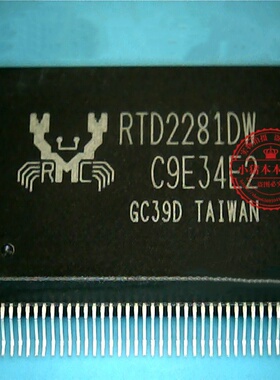 RTD2281DW
RMC
C9E34E2
GC39D TAIWAN